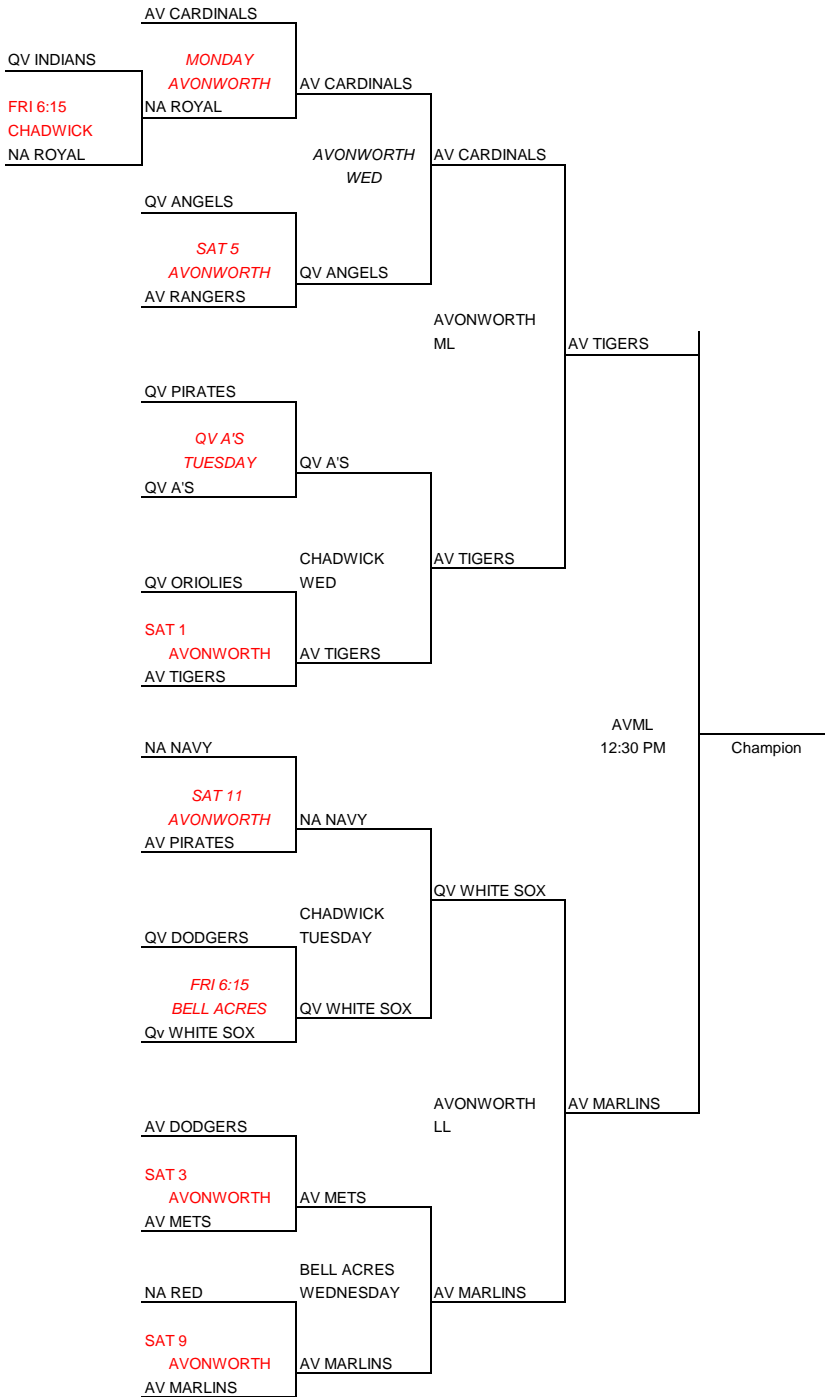 AV CARDINALS
QV INDIANS
MONDAY
AVONWORTH
AV CARDINALS
FRI 6:15
NA ROYAL
CHADWICK
NA ROYAL
AVONWORTH
AV CARDINALS
WED
QV ANGELS
SAT 5
AVONWORTH
QV ANGELS
AV RANGERS
AVONWORTH
ML
AV TIGERS
QV PIRATES
QV A'S
TUESDAY
QV A'S
QV A'S
CHADWICK
AV TIGERS
WED
QV ORIOLIES
SAT 1
AVONWORTH
AV TIGERS
AV TIGERS
AVML
12:30 PM
Champion
NA NAVY
SAT 11
AVONWORTH
NA NAVY
AV PIRATES
QV WHITE SOX
CHADWICK
TUESDAY
QV DODGERS
FRI 6:15
BELL ACRES
QV WHITE SOX
Qv WHITE SOX
AVONWORTH
LL
AV MARLINS
AV DODGERS
SAT 3
AVONWORTH
AV METS
AV METS
BELL ACRES
WEDNESDAY
AV MARLINS
NA RED
SAT 9
AVONWORTH
AV MARLINS
AV MARLINS